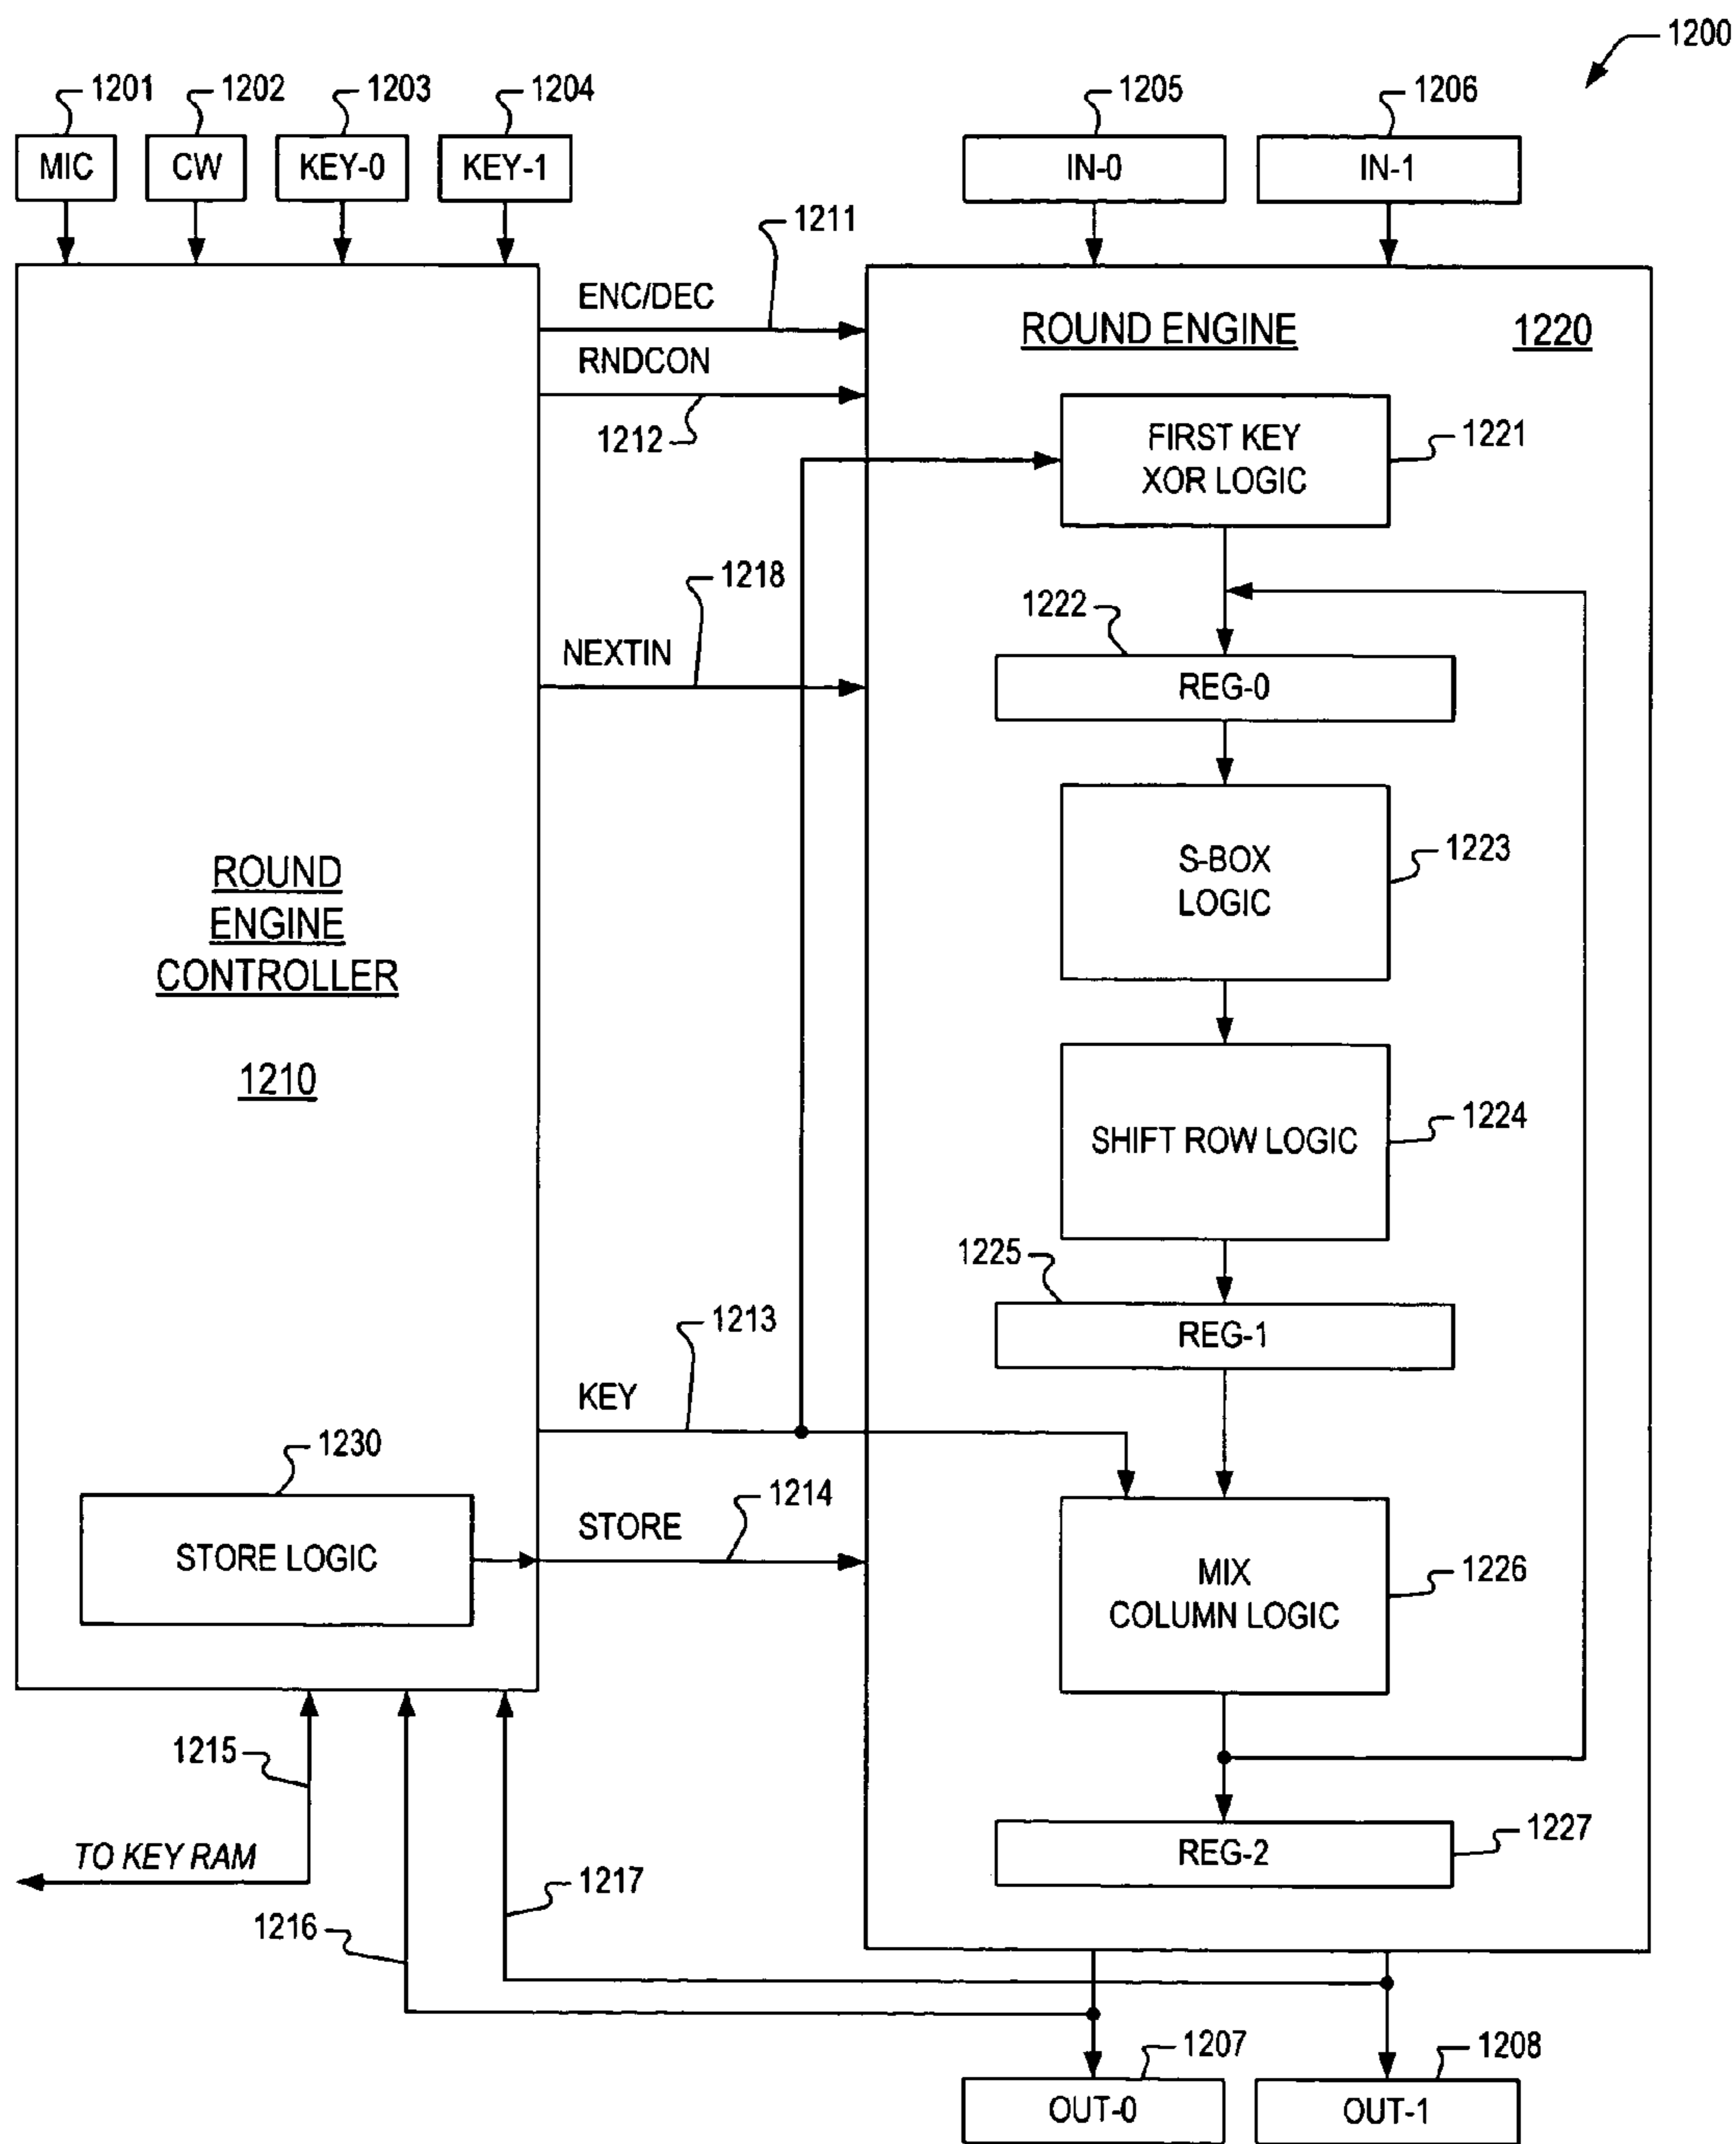 1200
1201
1202
1203
1204
1205
1206
MIC
CW
KEY-0
KEY-1
IN-0
IN-1
1211
ENC/DEC
RNDCON
1212
ROUND ENGINE
1220
FIRST KEY
XOR LOGIC
1221
1218
NEXTIN
1222
REG-0
S-BOX
LOGIC
1223
ROUND
ENGINE
CONTROLLER
1210
SHIFT ROW LOGIC
1224
1225
REG-1
1213
KEY
1230
STORE LOGIC
1214
STORE
MIX
COLUMN LOGIC
1226
1215
TO KEY RAM
REG-2
1227
1217
1216
1207
1208
OUT-0
OUT-1